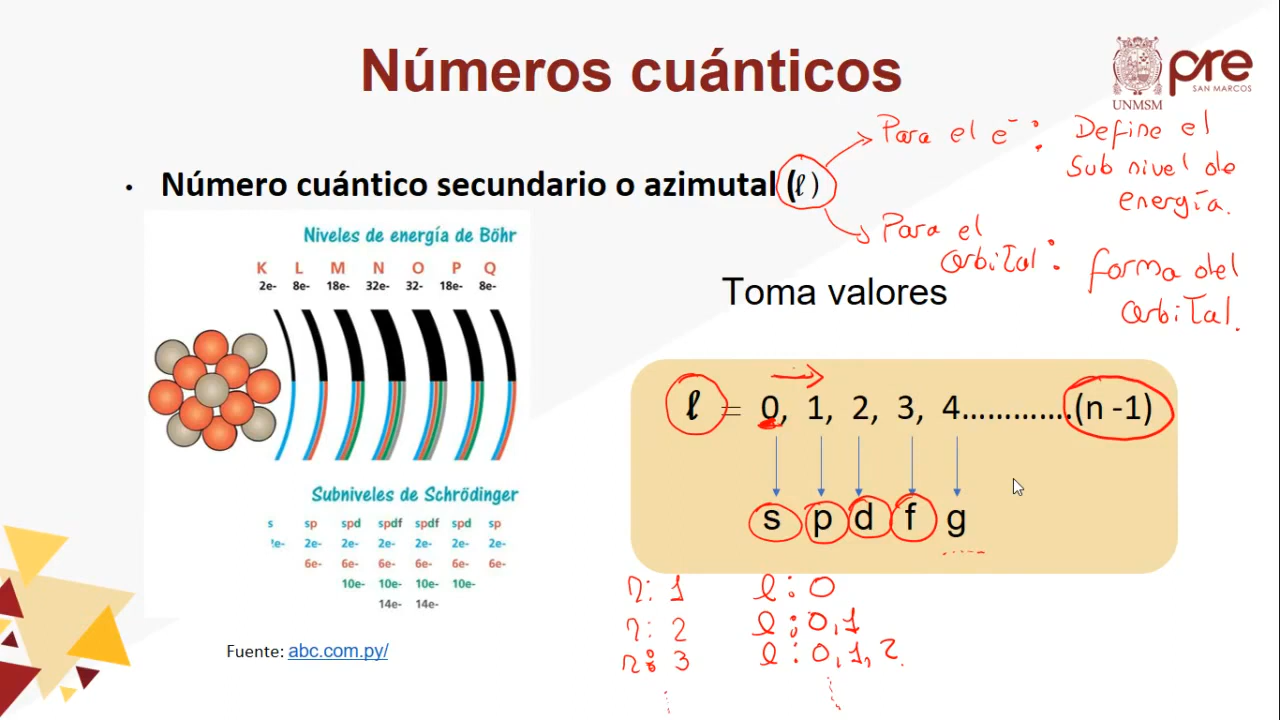 Números cuánticos
pre
SAN MARCOS
UNMSM
Para el e⁻: Define el
Sub nivel de
energía.
• Número cuántico secundario o azimutal (ℓ)
Para el
orbital: forma del
orbital.
Niveles de energía de Böhr
K L M N O P Q
2e- 8e- 18e- 32e- 32- 18e- 8e-
Toma valores
ℓ = 0, 1, 2, 3, 4.............(n -1)
s p d f g
Subniveles de Schrödinger
s sp spd spdf spdf spd sp
2e- 2e- 2e- 2e- 2e- 2e- 2e-
6e- 6e- 6e- 6e- 6e- 6e-
10e- 10e- 10e- 10e-
14e- 14e-
n: 1 l: 0
n: 2 l: 0,1
n: 3 l: 0,1,2
Fuente: abc.com.py/